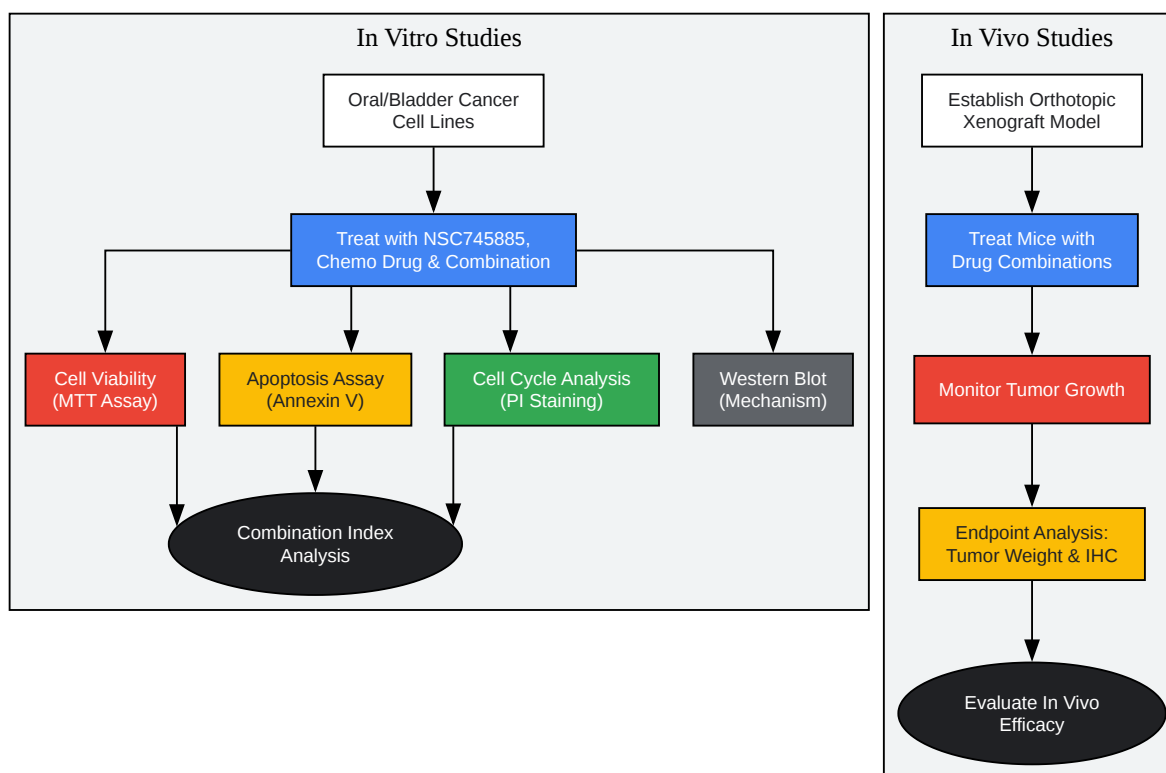 In Vitro Studies
Oral/Bladder Cancer
Cell Lines
Treat with NSC745885,
Chemo Drug & Combination
Cell Viability
(MTT Assay)
Apoptosis Assay
(Annexin V)
Cell Cycle Analysis
(PI Staining)
Western Blot
(Mechanism)
Combination Index
Analysis
In Vivo Studies
Establish Orthotopic
Xenograft Model
Treat Mice with
Drug Combinations
Monitor Tumor Growth
Endpoint Analysis:
Tumor Weight & IHC
Evaluate In Vivo
Efficacy